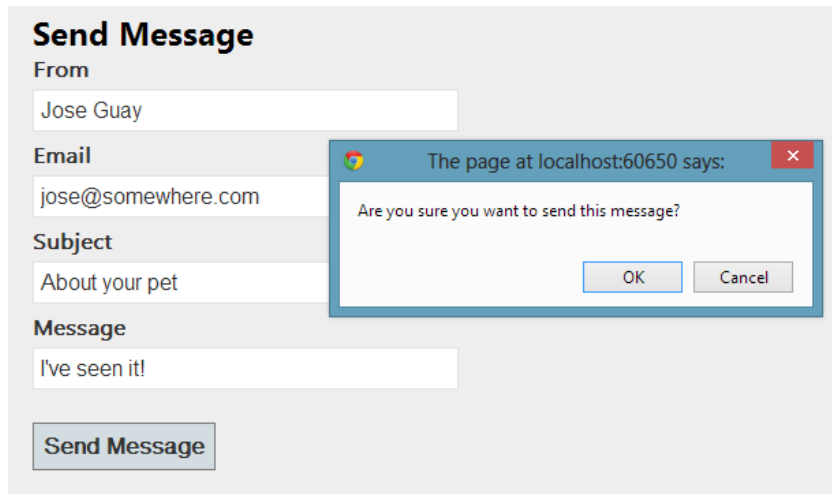 Send Message
From
Jose Guay
Email
jose@somewhere.com
Subject
About your pet
Message
I've seen it!
Send Message
The page at localhost:60650 says:
Are you sure you want to send this message?
OK
Cancel